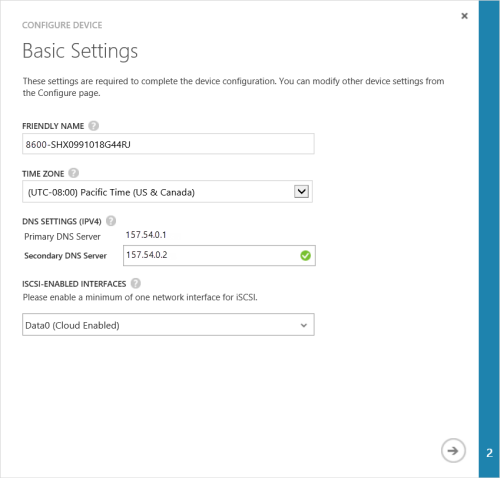 CONFIGURE DEVICE
Basic Settings
These settings are required to complete the device configuration. You can modify other device settings from
the Configure page.
FRIENDLY NAME ?
8600-SHX0991018G44RJ
TIME ZONE ?
(UTC-08:00) Pacific Time (US & Canada)
DNS SETTINGS (IPV4) ?
Primary DNS Server 157.54.0.1
Secondary DNS Server 157.54.0.2
ISCSI-ENABLED INTERFACES ?
Please enable a minimum of one network interface for iSCSI.
Data0 (Cloud Enabled)
2